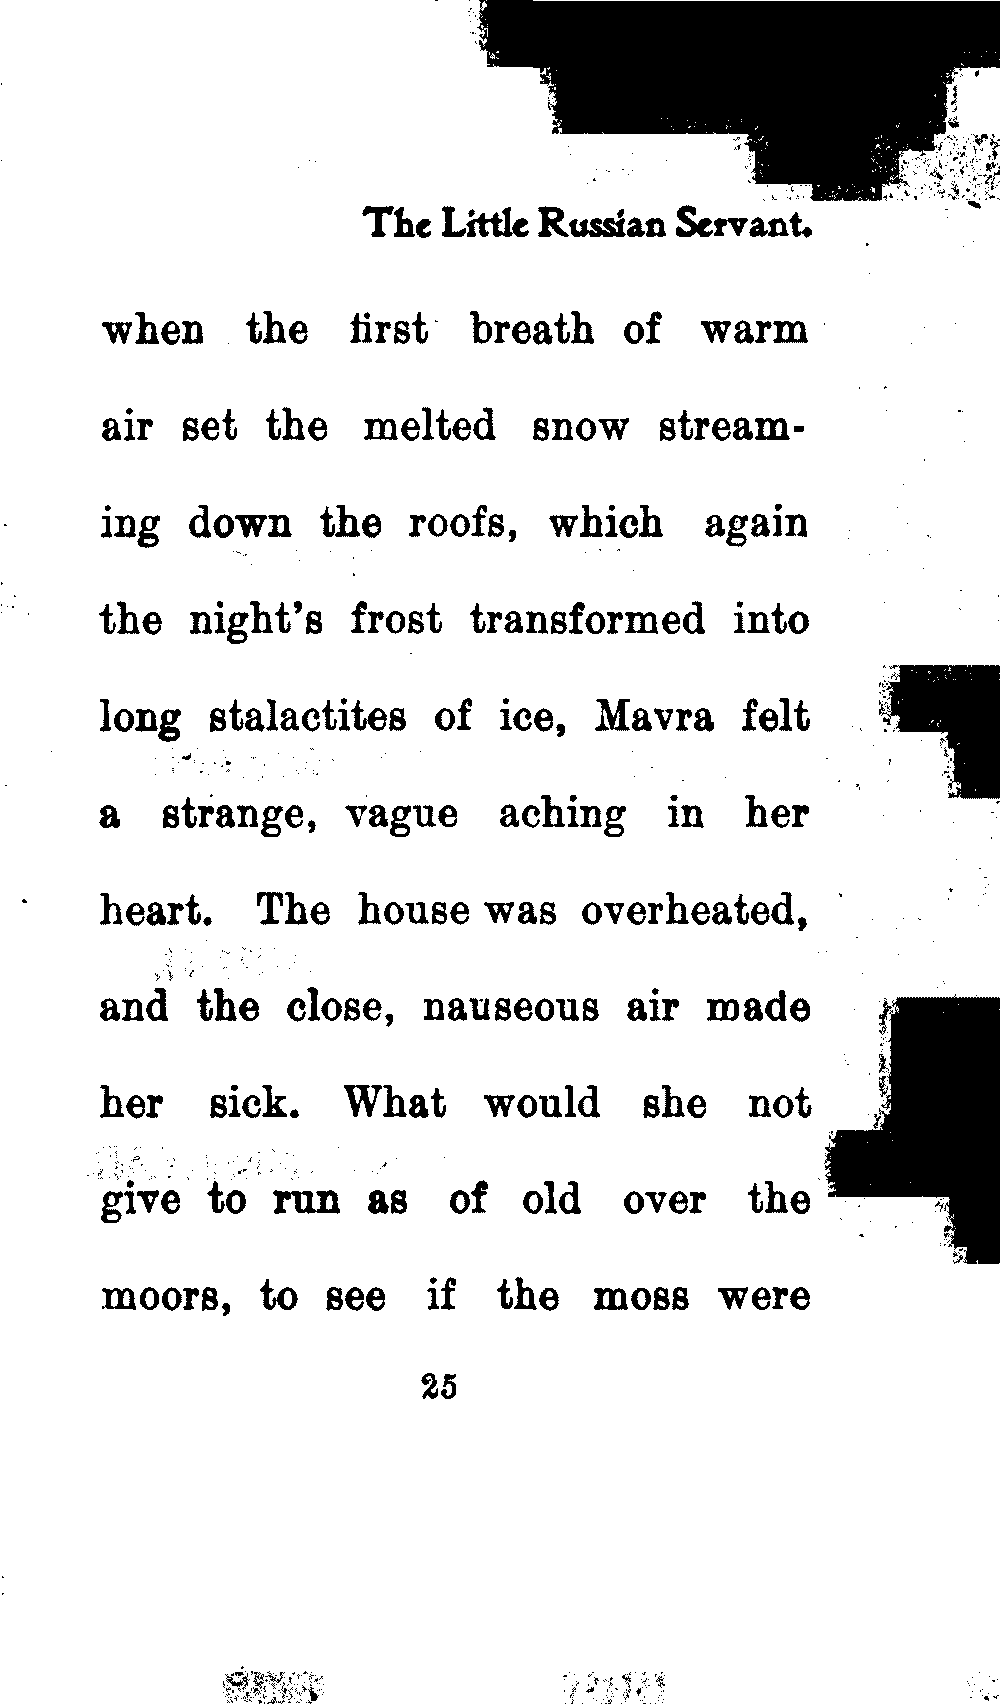 The Little Russian Servant.
when the first breath of warm
air set the melted snow stream-
ing down the roofs, which again
the night's frost transformed into
long stalactites of ice, Mavra felt
a strange, vague aching in her
heart. The house was overheated,
and the close, nauseous air made
her sick. What would she not
give to run as of old over the
moors, to see if the moss were
25